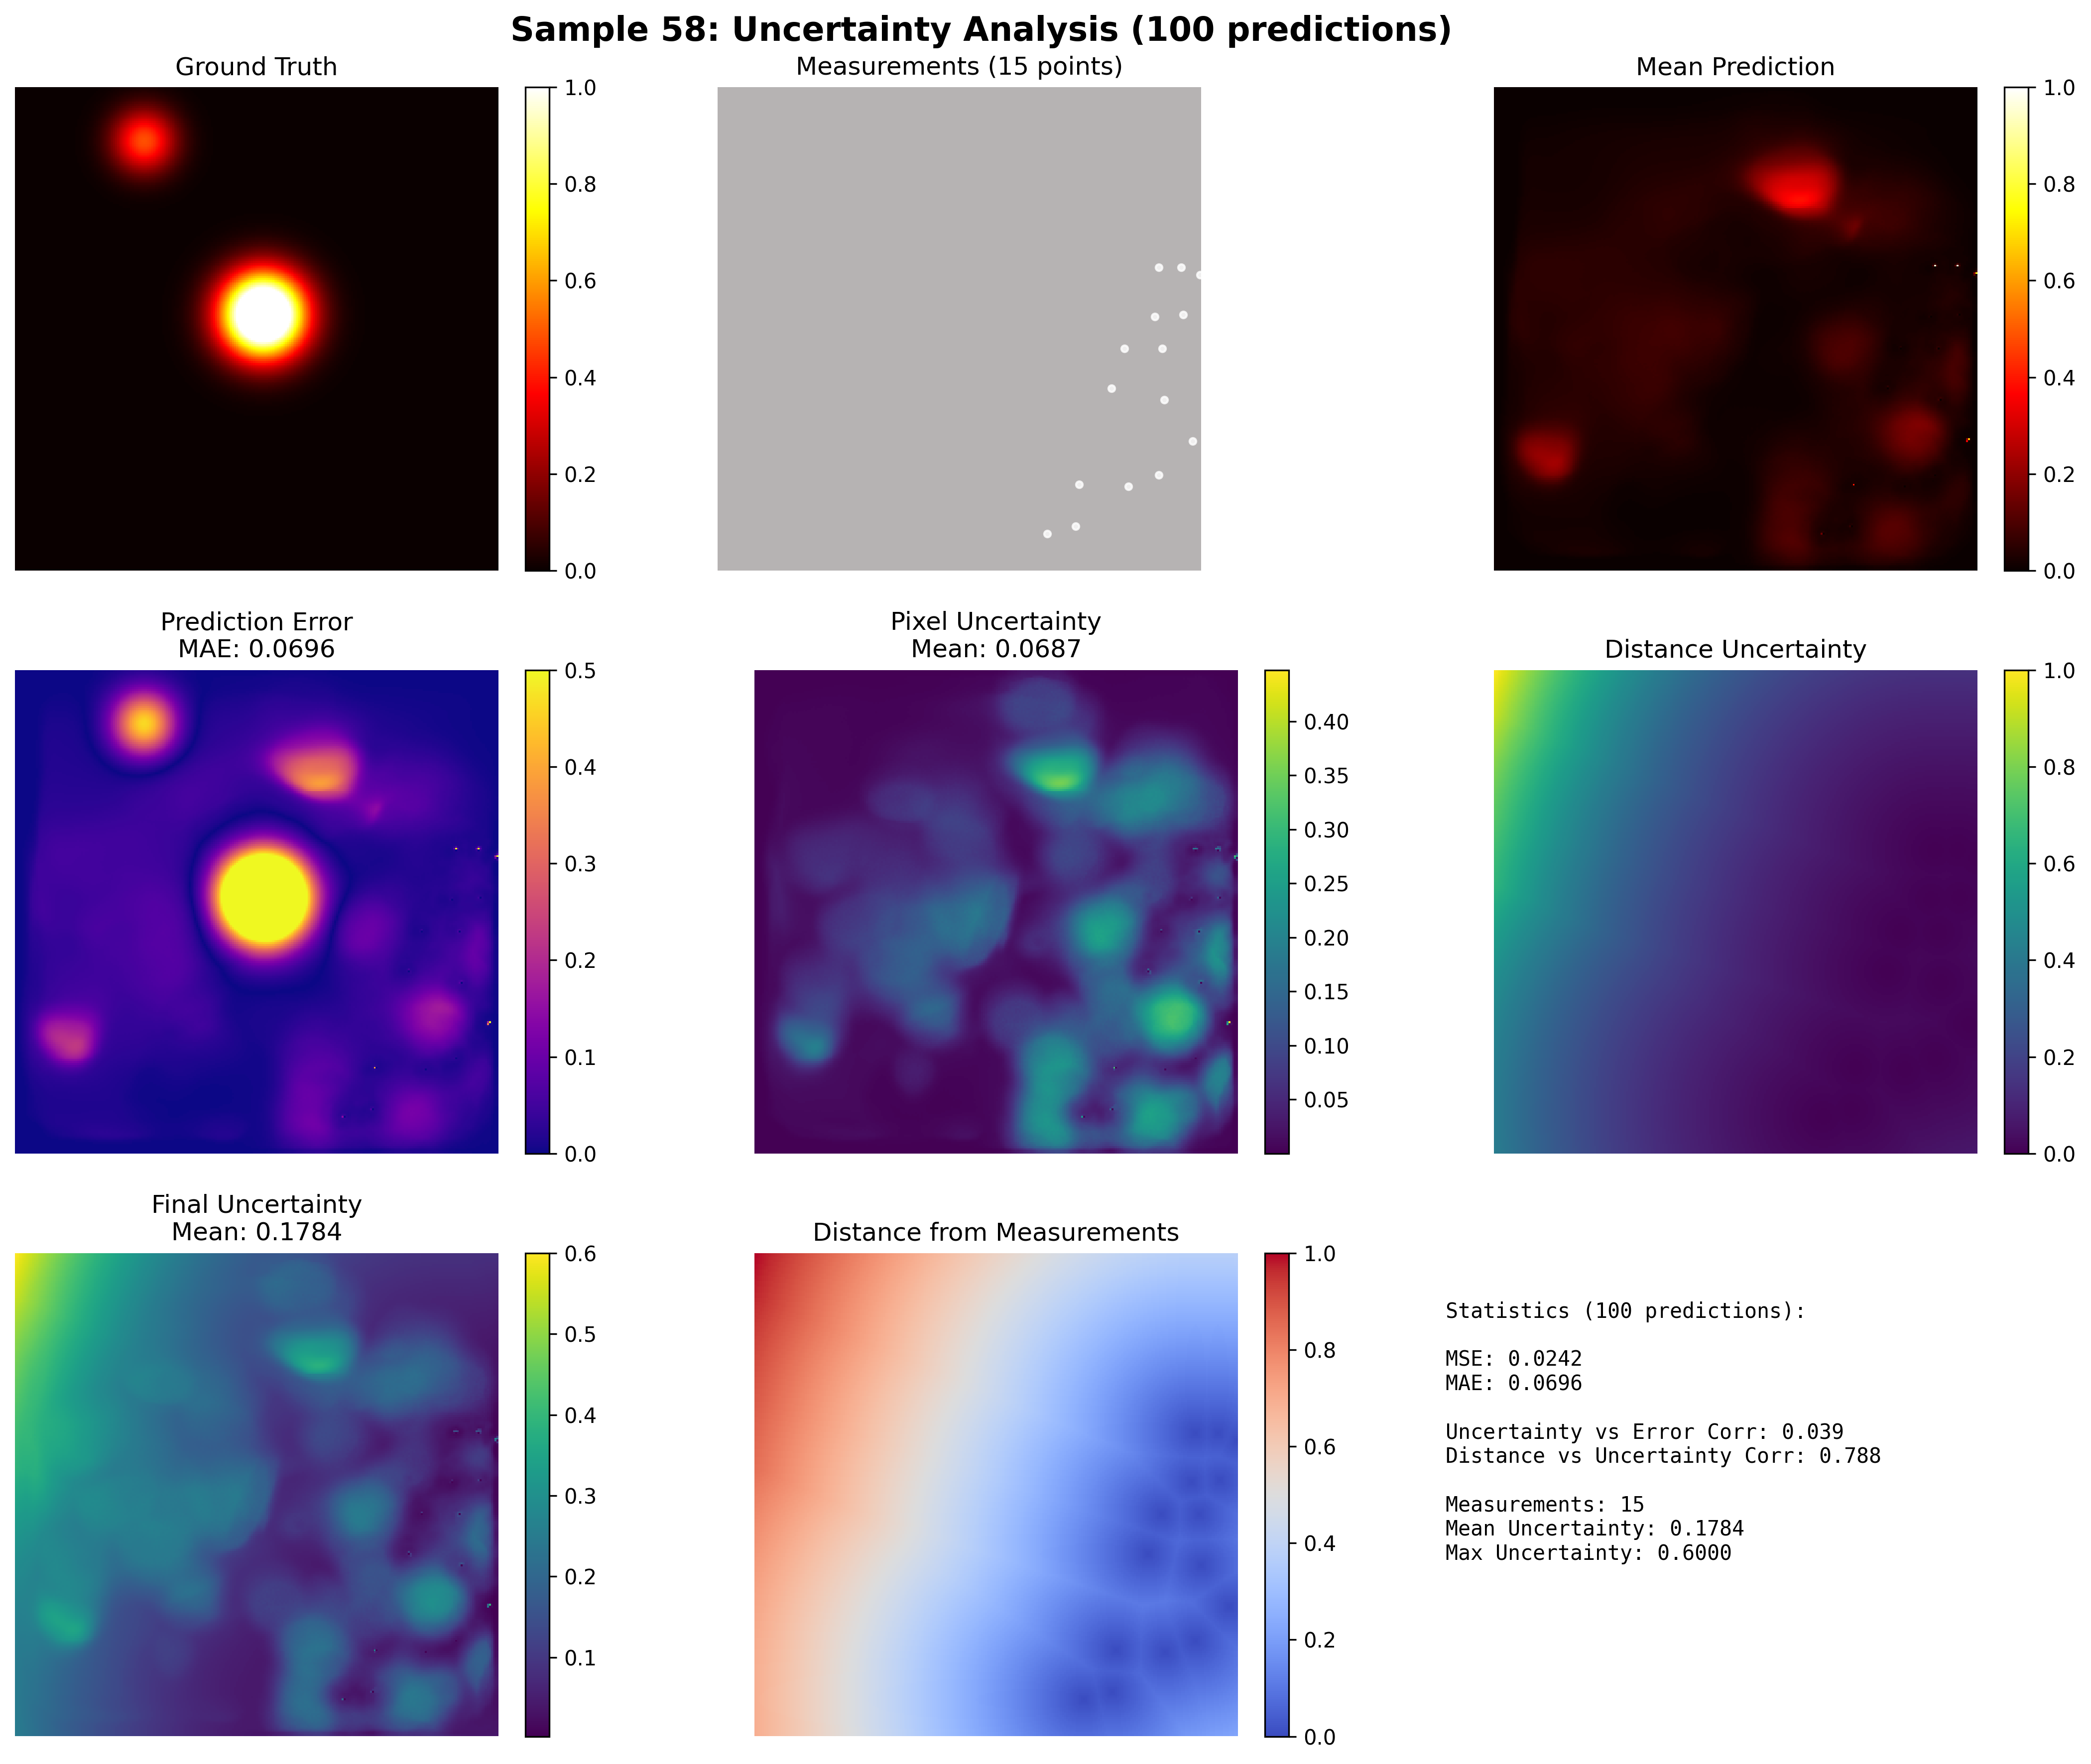 Sample 58: Uncertainty Analysis (100 predictions)
Ground Truth
1.0
0.8
0.6
0.4
0.2
0.0
Measurements (15 points)
Mean Prediction
1.0
0.8
0.6
0.4
0.2
0.0
Prediction Error
MAE: 0.0696
0.5
0.4
0.3
0.2
0.1
0.0
Pixel Uncertainty
Mean: 0.0687
0.40
0.35
0.30
0.25
0.20
0.15
0.10
0.05
Distance Uncertainty
1.0
0.8
0.6
0.4
0.2
0.0
Final Uncertainty
Mean: 0.1784
0.6
0.5
0.4
0.3
0.2
0.1
Distance from Measurements
1.0
0.8
0.6
0.4
0.2
0.0
Statistics (100 predictions):
MSE: 0.0242
MAE: 0.0696
Uncertainty vs Error Corr: 0.039
Distance vs Uncertainty Corr: 0.788
Measurements: 15
Mean Uncertainty: 0.1784
Max Uncertainty: 0.6000